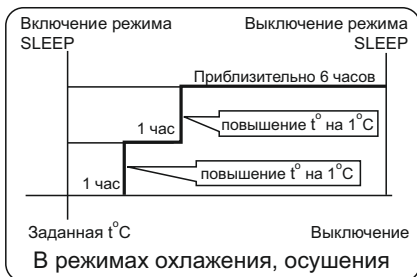 Включение режима SLEEP
Выключение режима SLEEP
Приблизительно 6 часов
1 час
повышение t° на 1°C
1 час
повышение t° на 1°C
Заданная t°C
Выключение
В режимах охлажения, осушения